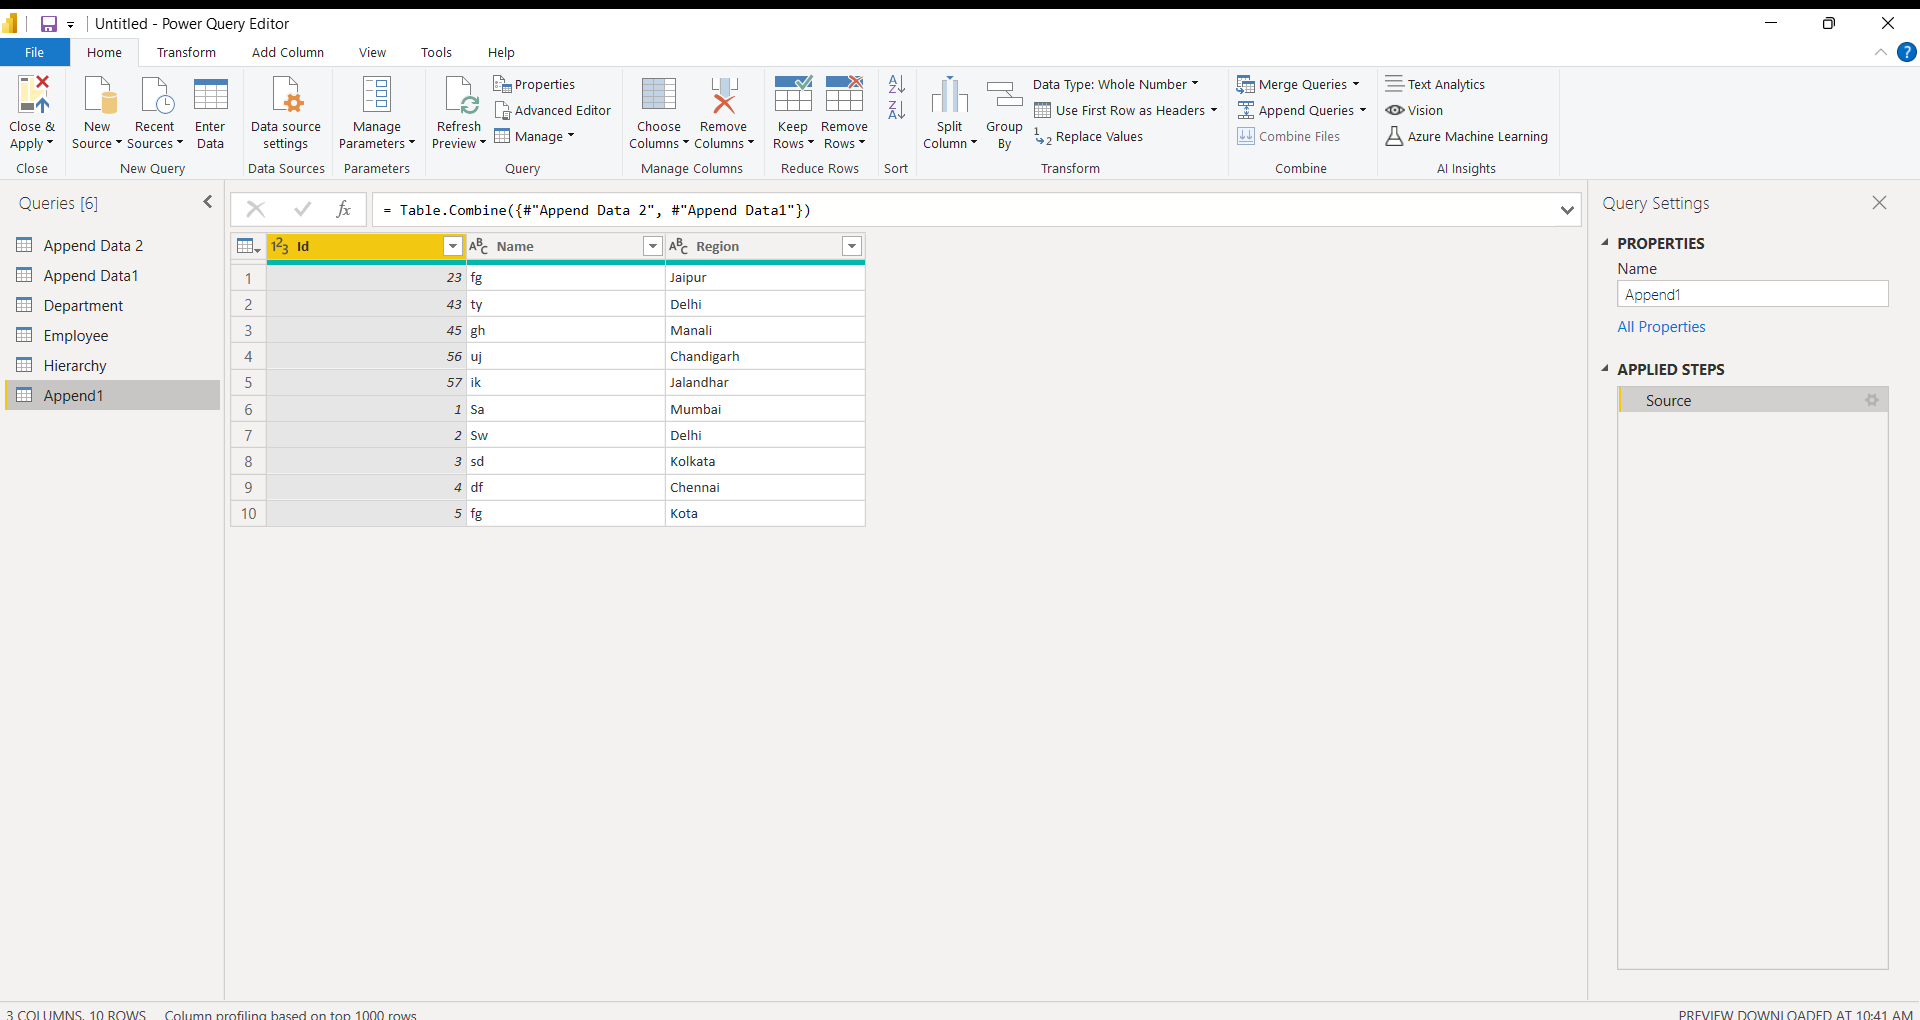 Untitled - Power Query Editor
File Home Transform Add Column View Tools Help
Close & Apply
Close
New Source
Recent Sources
Enter Data
New Query
Data source settings
Data Sources
Manage Parameters
Parameters
Refresh Preview
Properties
Advanced Editor
Manage
Query
Choose Columns
Remove Columns
Manage Columns
Keep Rows
Remove Rows
Reduce Rows
Sort
Split Column
Group By
Data Type: Whole Number
Use First Row as Headers
Replace Values
Transform
Merge Queries
Append Queries
Combine Files
Combine
Text Analytics
Vision
Azure Machine Learning
AI Insights
Queries [6]
Append Data 2
Append Data1
Department
Employee
Hierarchy
Append1
fx = Table.Combine({#"Append Data 2", #"Append Data1"})
123 Id ABC Name ABC Region
1 23 fg Jaipur
2 43 ty Delhi
3 45 gh Manali
4 56 uj Chandigarh
5 57 ik Jalandhar
6 1 Sa Mumbai
7 2 Sw Delhi
8 3 sd Kolkata
9 4 df Chennai
10 5 fg Kota
Query Settings
PROPERTIES
Name
Append1
All Properties
APPLIED STEPS
Source
3 COLUMNS, 10 ROWS Column profiling based on top 1000 rows
PREVIEW DOWNLOADED AT 10:41 AM